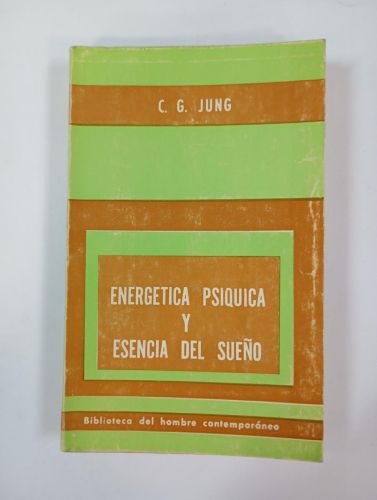 C. G. JUNG
ENERGETICA PSIQUICA
Y
ESENCIA DEL SUEÑO
Biblioteca del hombre contemporáneo